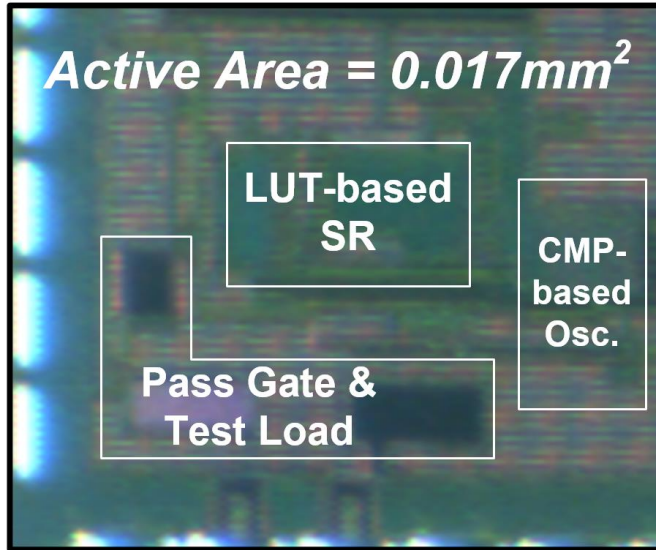 Active Area = 0.017mm²
LUT-based
SR
CMP-
based
Osc.
Pass Gate &
Test Load